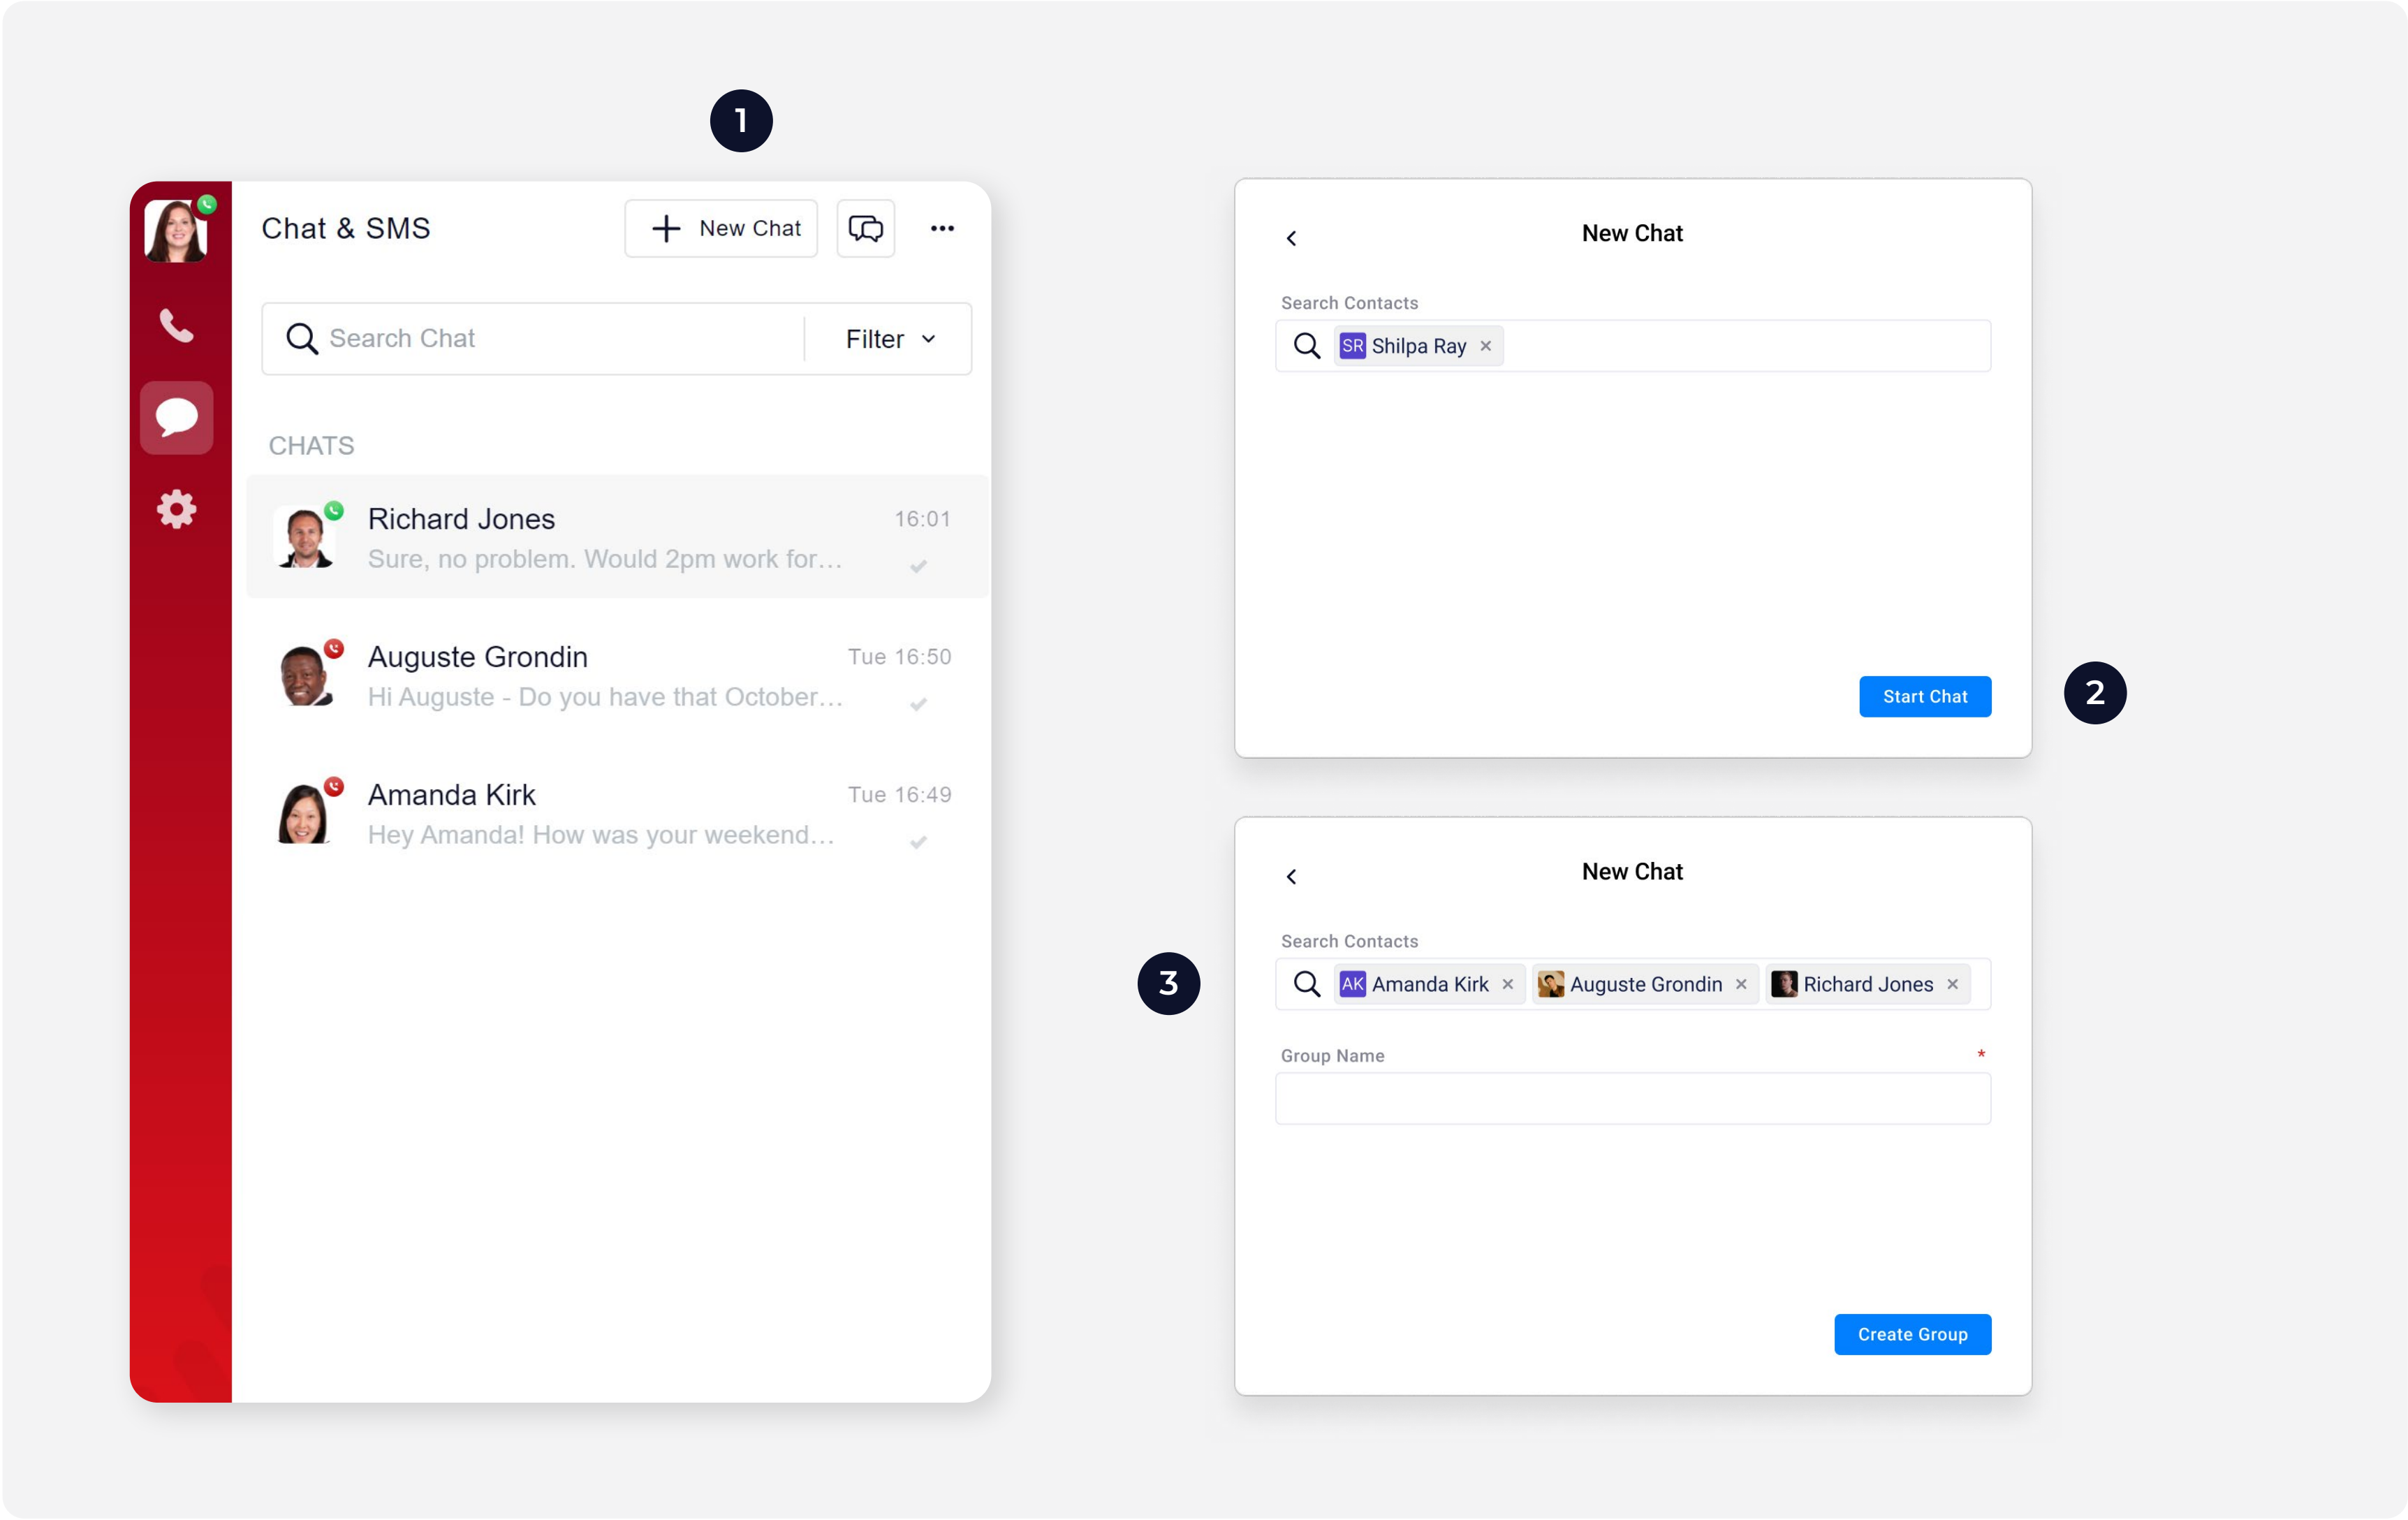 1
Chat & SMS
New Chat
Search Chat
Filter
CHATS
Richard Jones
16:01
Sure, no problem. Would 2pm work for...
Auguste Grondin
Tue 16:50
Hi Auguste - Do you have that October...
Amanda Kirk
Tue 16:49
Hey Amanda! How was your weekend...
New Chat
Search Contacts
SR Shilpa Ray ×
Start Chat
2
New Chat
Search Contacts
3
AK Amanda Kirk × Auguste Grondin × Richard Jones ×
Group Name *
Create Group